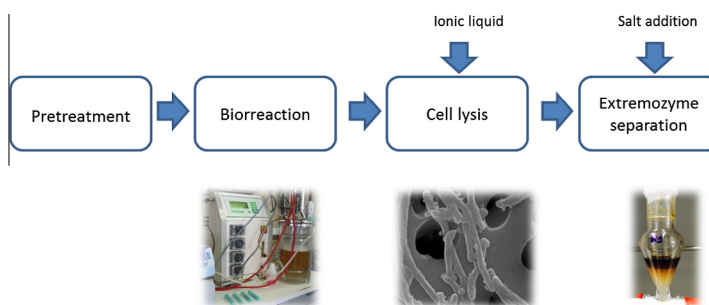 Ionic liquid
Salt addition
Pretreatment
Biorreaction
Cell lysis
Extremozyme
separation